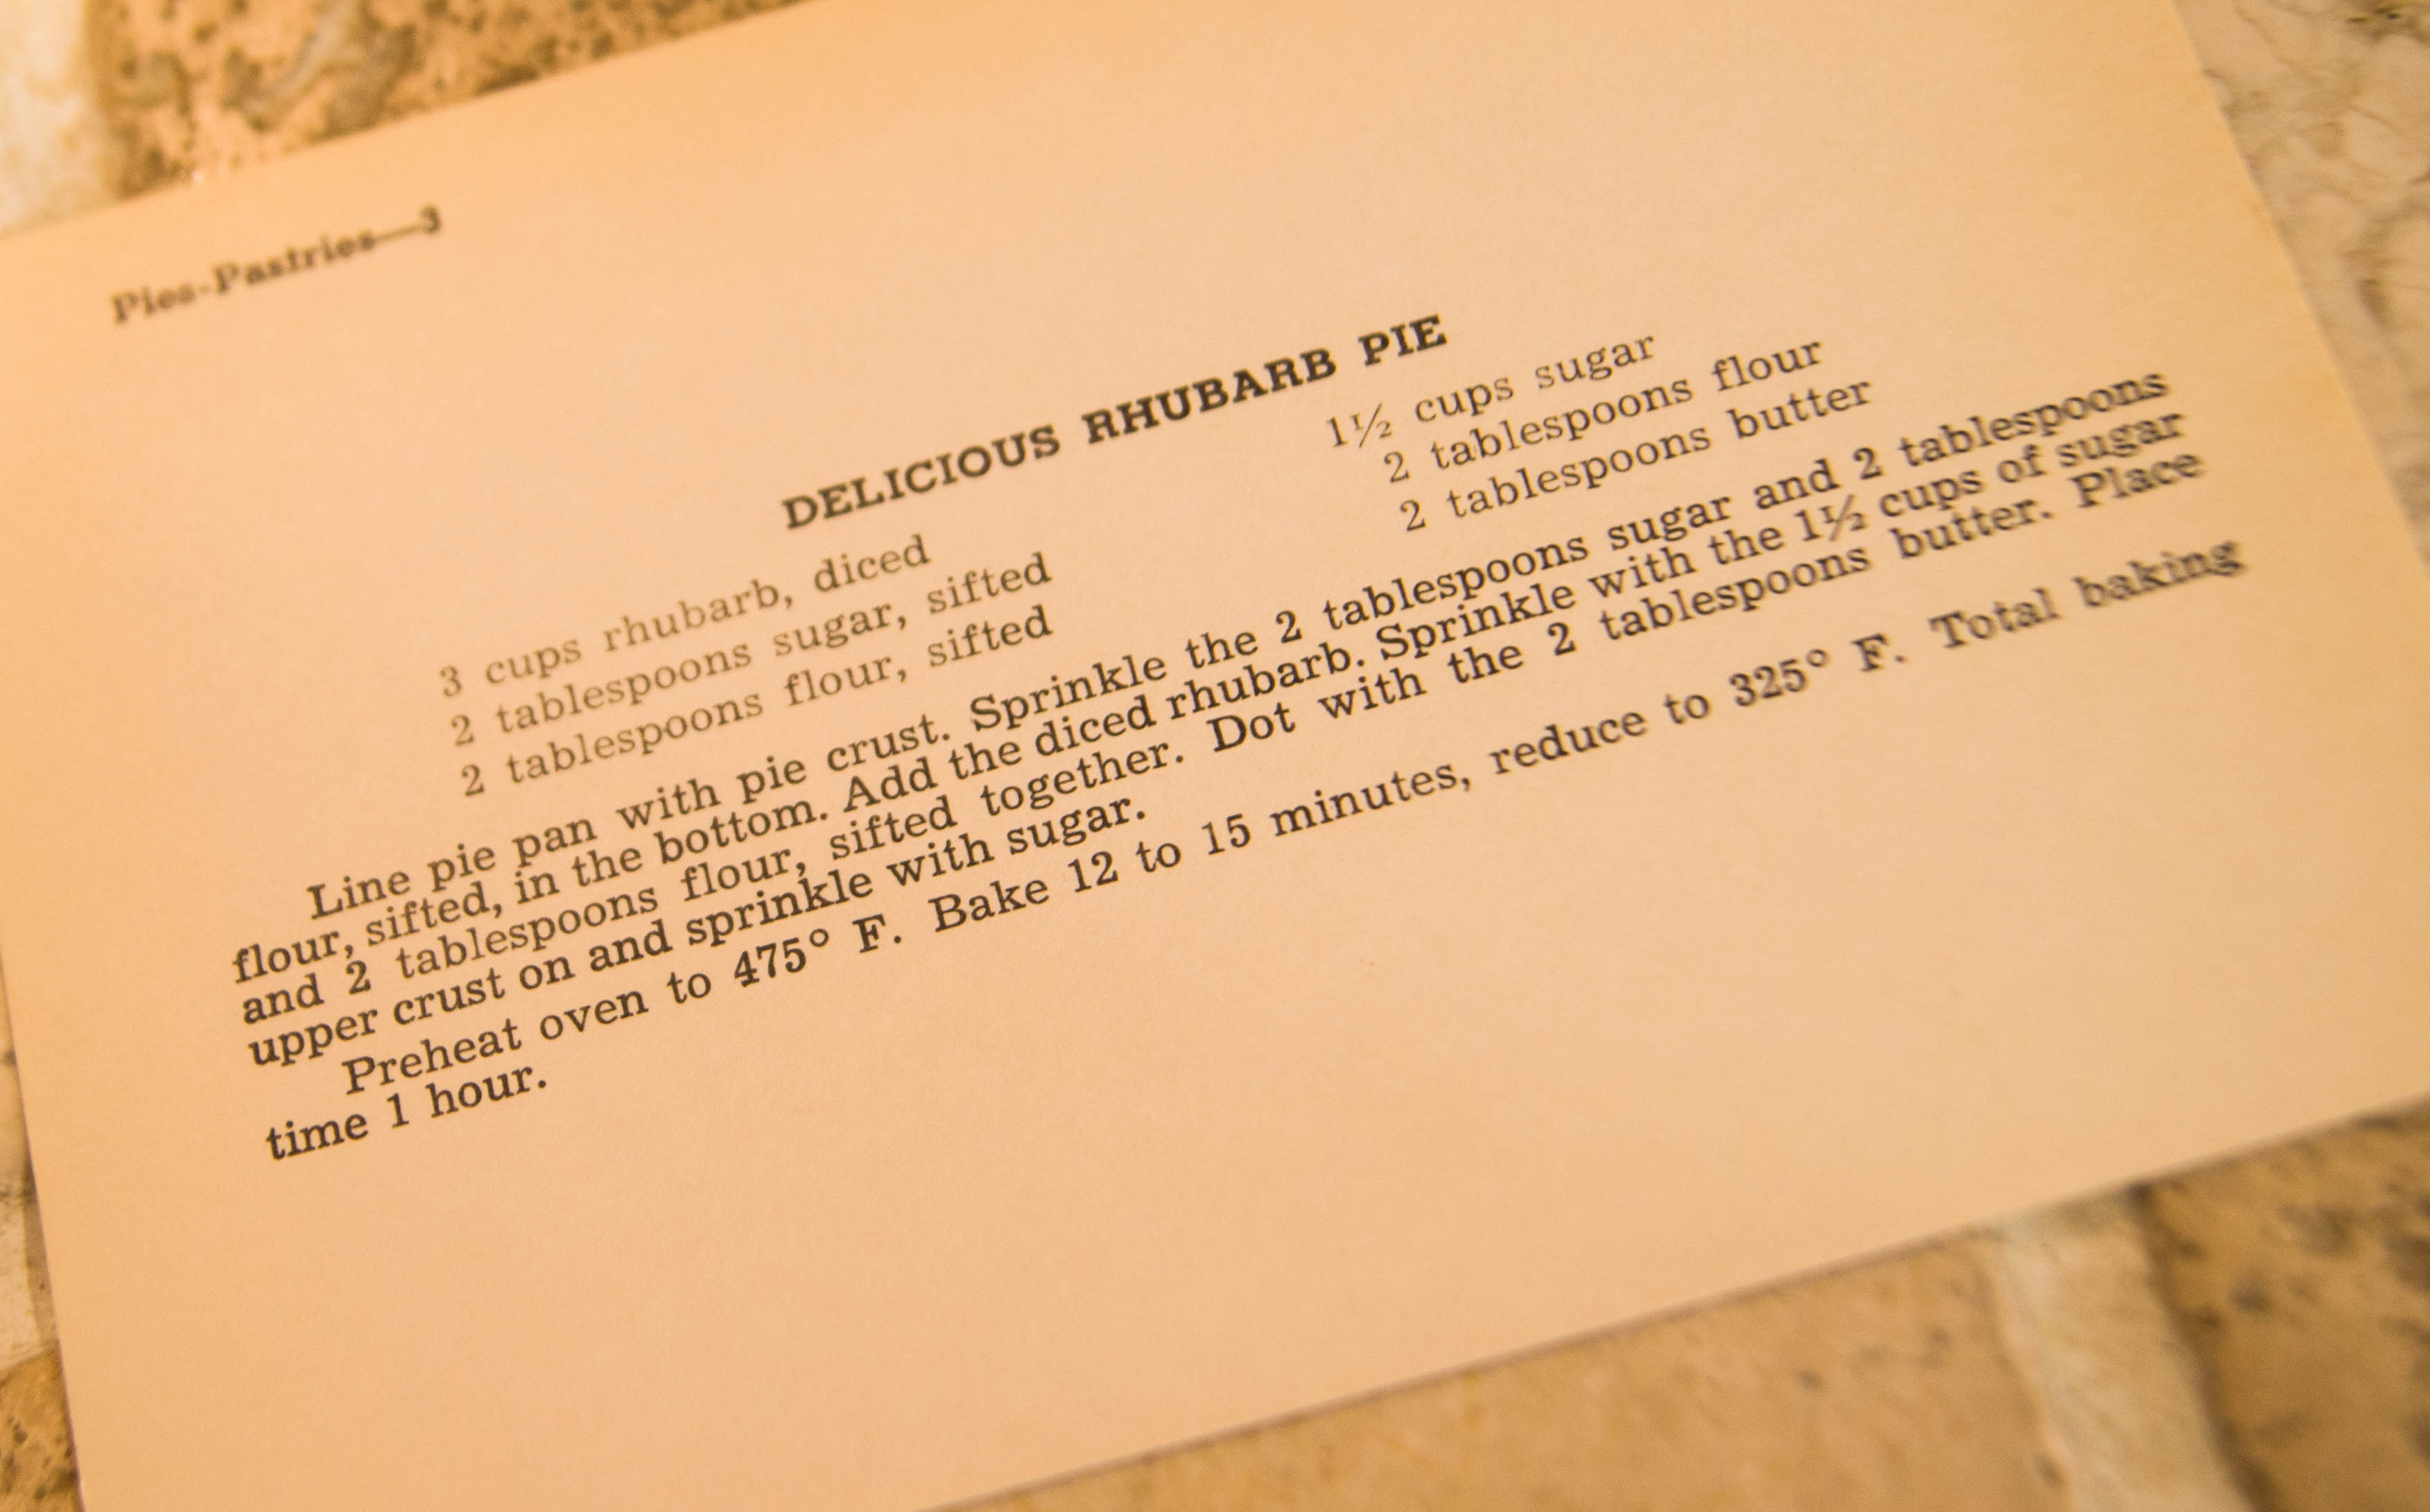 Pies-Pastries—3
DELICIOUS RHUBARB PIE
3 cups rhubarb, diced
2 tablespoons sugar, sifted
2 tablespoons flour, sifted
1½ cups sugar
2 tablespoons flour
2 tablespoons butter
Line pie pan with pie crust. Sprinkle the 2 tablespoons sugar and 2 tablespoons
flour, sifted, in the bottom. Add the diced rhubarb. Sprinkle with the 1½ cups of sugar
and 2 tablespoons flour, sifted together. Dot with the 2 tablespoons butter. Place
upper crust on and sprinkle with sugar.
Preheat oven to 475° F. Bake 12 to 15 minutes, reduce to 325° F. Total baking
time 1 hour.